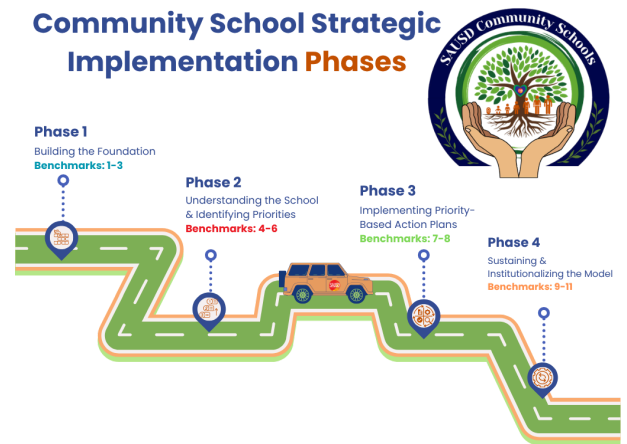 Community School Strategic
Implementation Phases
SAUSD Community Schools
Phase 1
Building the Foundation
Benchmarks: 1-3
Phase 2
Understanding the School
& Identifying Priorities
Benchmarks: 4-6
Phase 3
Implementing Priority-
Based Action Plans
Benchmarks: 7-8
Phase 4
Sustaining &
Institutionalizing the Model
Benchmarks: 9-11